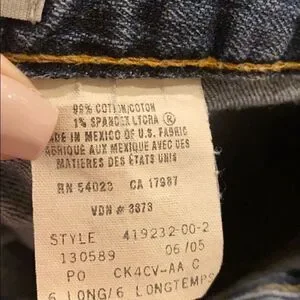 99% COTTON/COTON
1% SPANDEX LYCRA ®
MADE IN MEXICO OF U.S. FABRIC
FABRIQUE AUX MEXIQUE AVEC DES
MATIERES DES ÉTATS UNIS
RN 54023 CA 17987
VDN # 3373
STYLE 419232-00-2
130589 06/05
PO CK4CV-AA C
6 LONG/6 LONGTEMPS